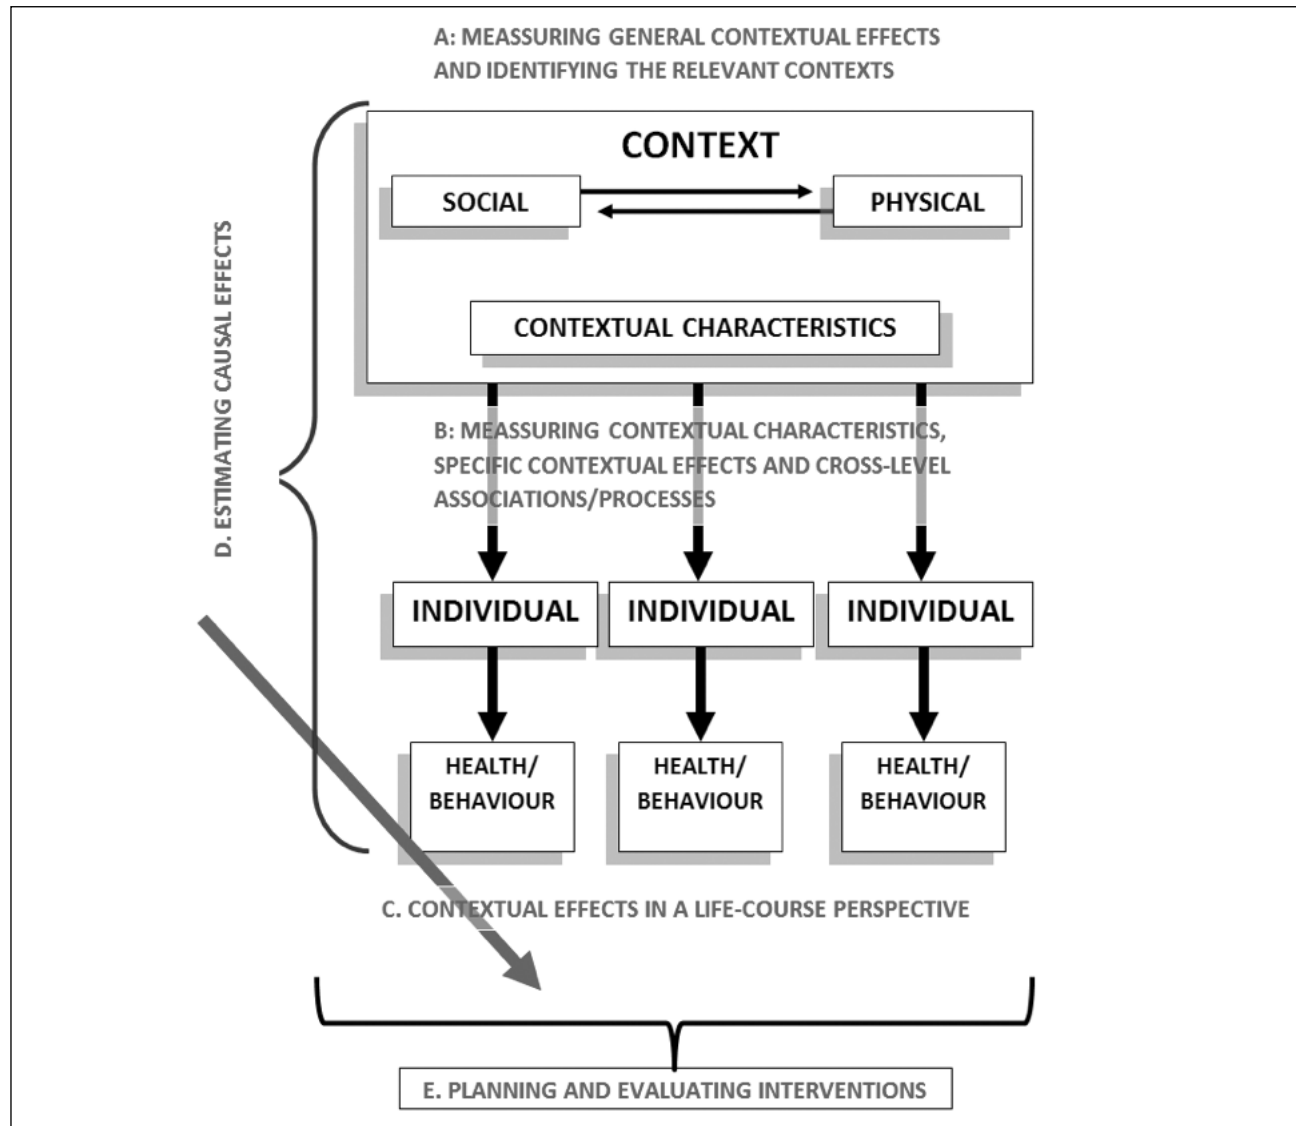 A: MEASSURING GENERAL CONTEXTUAL EFFECTS
AND IDENTIFYING THE RELEVANT CONTEXTS
CONTEXT
SOCIAL
PHYSICAL
CONTEXTUAL CHARACTERISTICS
D. ESTIMATING CAUSAL EFFECTS
B: MEASSURING CONTEXTUAL CHARACTERISTICS,
SPECIFIC CONTEXTUAL EFFECTS AND CROSS-LEVEL
ASSOCIATIONS/PROCESSES
INDIVIDUAL
INDIVIDUAL
INDIVIDUAL
HEALTH/
BEHAVIOUR
HEALTH/
BEHAVIOUR
HEALTH/
BEHAVIOUR
C. CONTEXTUAL EFFECTS IN A LIFE-COURSE PERSPECTIVE
E. PLANNING AND EVALUATING INTERVENTIONS